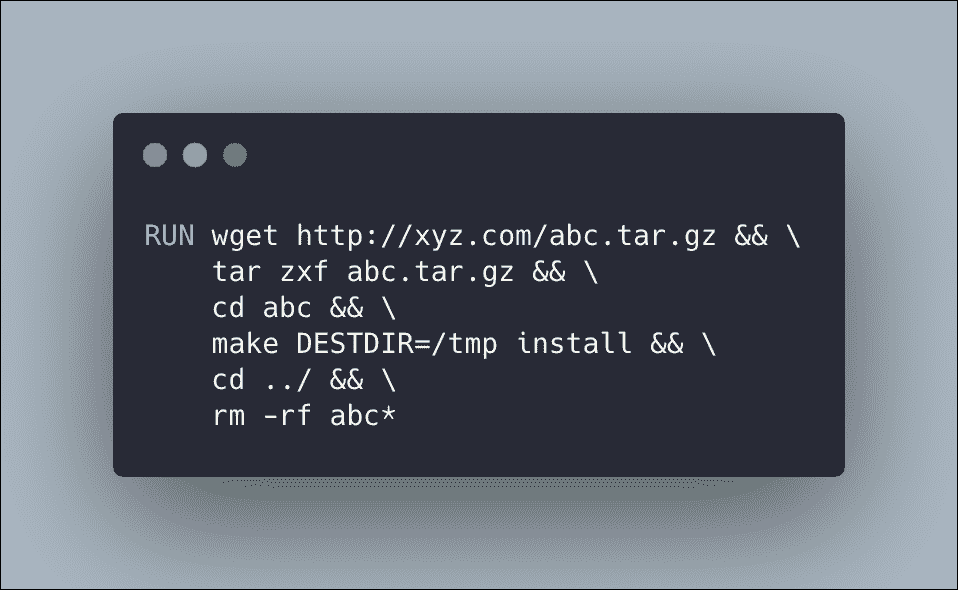 RUN wget http://xyz.com/abc.tar.gz && \
tar zxf abc.tar.gz && \
cd abc && \
make DESTDIR=/tmp install && \
cd ../ && \
rm -rf abc*